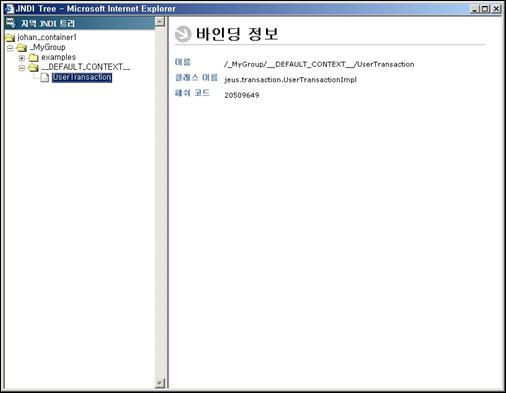 JNDI Tree - Microsoft Internet Explorer
지역 JNDI 트리
johan_container1
_MyGroup
examples
__DEFAULT_CONTEXT__
UserTransaction
바인딩 정보
이름 /_MyGroup/__DEFAULT_CONTEXT__/UserTransaction
클래스 이름 jeus.transaction.UserTransactionImpl
해쉬 코드 20509649